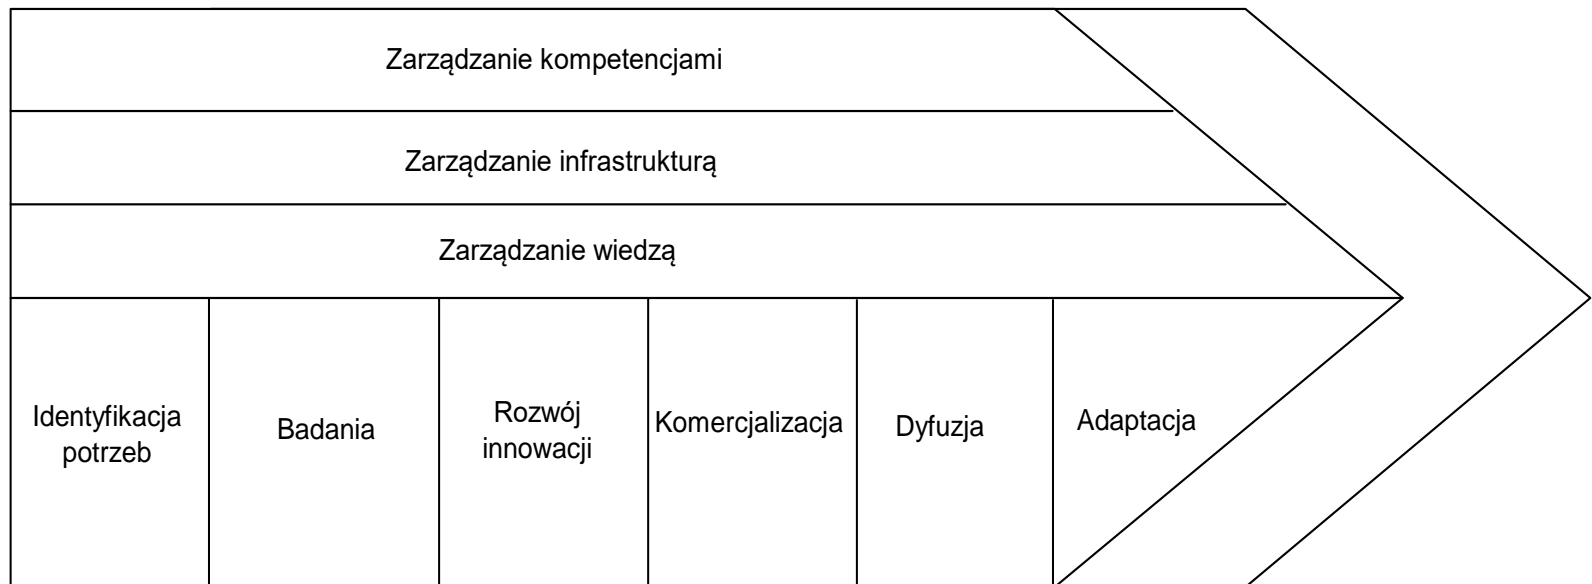 Zarządzanie kompetencjami
Zarządzanie infrastrukturą
Zarządzanie wiedzą
Identyfikacja
potrzeb
Badania
Rozwój
innowacji
Komercjalizacja
Dyfuzja
Adaptacja